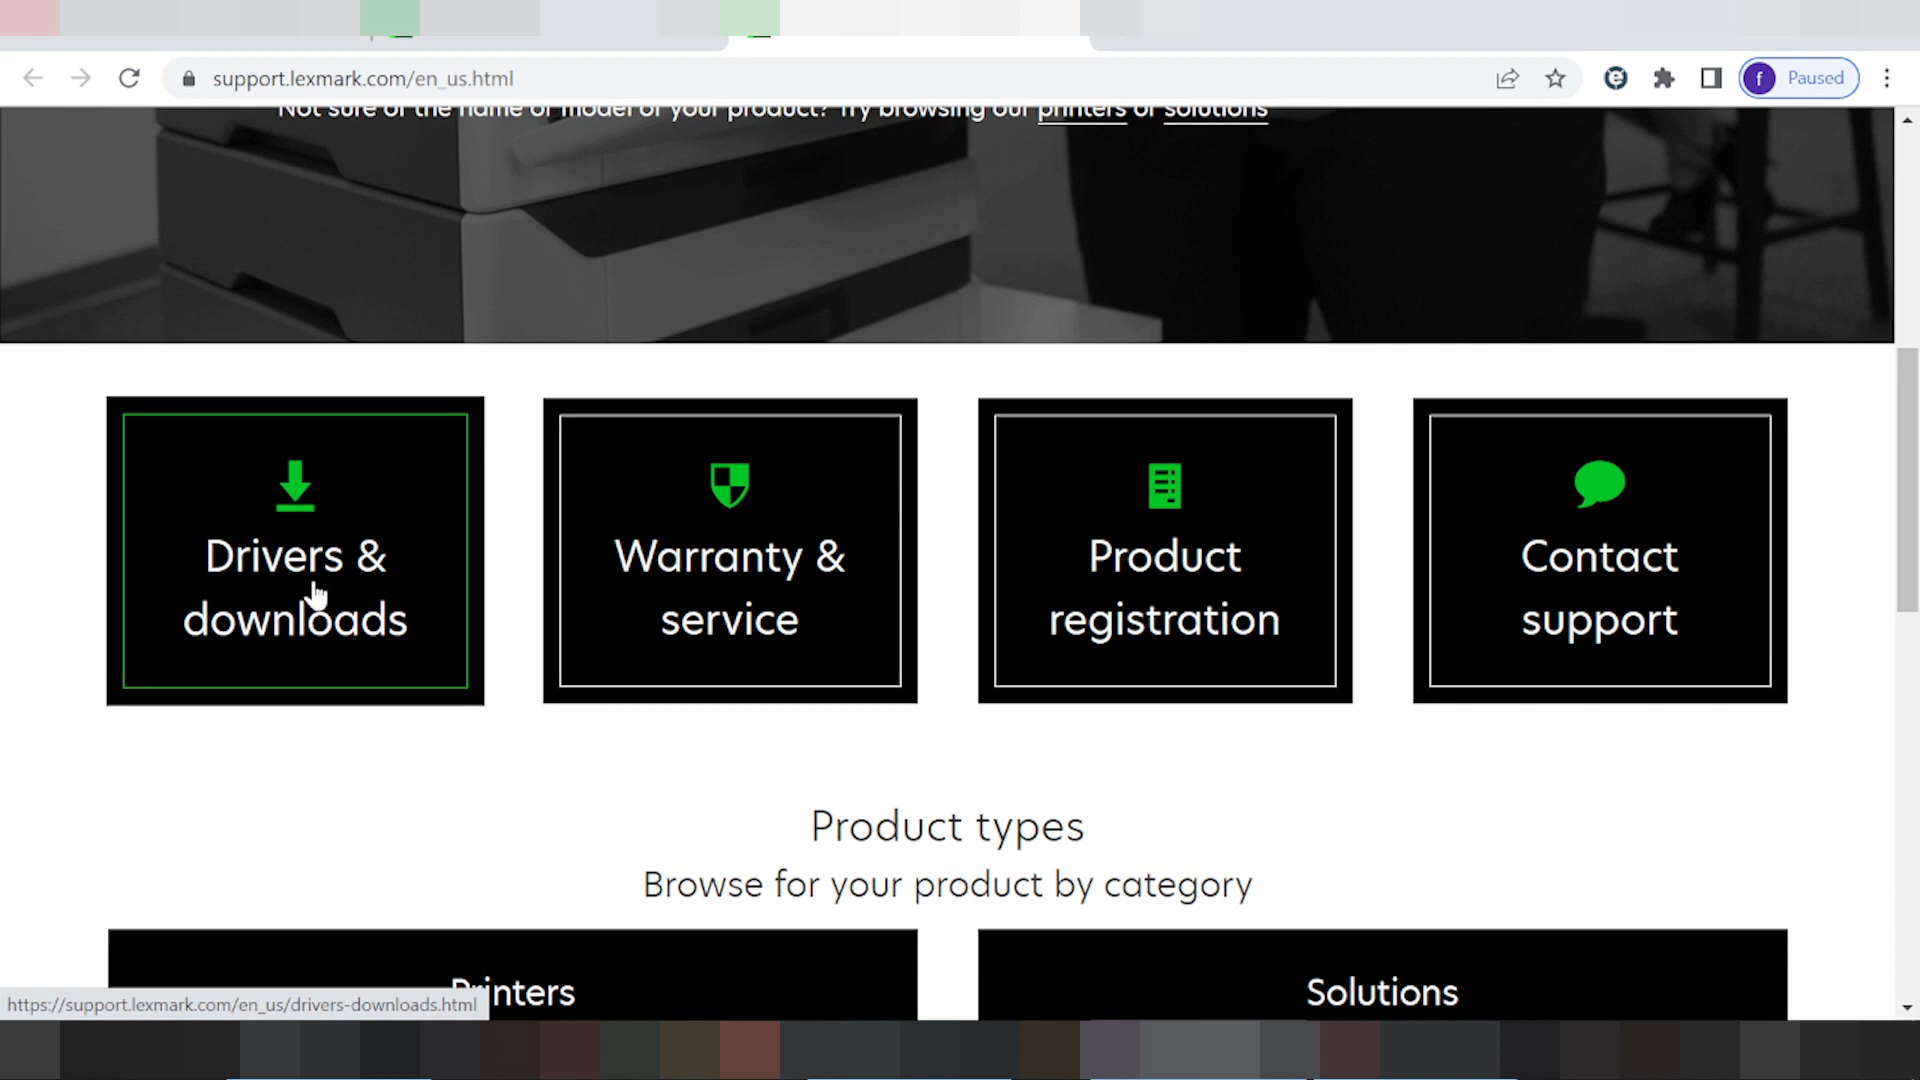 support.lexmark.com/en_us.html
f
Paused
Not sure of the name or model of your product? Try browsing our printers or solutions
Drivers &
downloads
Warranty &
service
Product
registration
Contact
support
Product types
Browse for your product by category
Printers
Solutions
https://support.lexmark.com/en_us/drivers-downloads.html